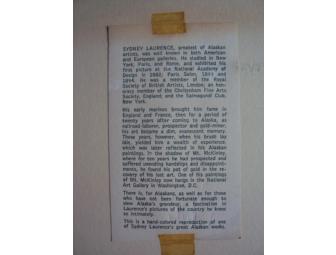 SYDNEY LAURENCE, greatest of Alaskan
artists, was well known in both American
and European galleries. He studied in New
York, Paris, and Rome, and exhibited his
first picture at the National Academy of
Design in 1882; Paris Salon, 1891 and
1894. He was a member of the Royal
Society of British Artists, London; an hon-
orary member of the Cheltenham Fine Arts
Society, England; and the Salmagundi Club,
New York.
His early marines brought him fame in
England and France, then for a period of
twenty years after coming to Alaska, as
railroad-laborer, prospector and gold-miner,
his art became a dim, evanescent memory.
These years, however, when his brush lay
idle, yielded him a wealth of experience,
which was later reflected in his Alaskan
paintings. In the shadow of Mt. McKinley,
where for ten years he had prospected and
suffered unending hardships and disappoint-
ments, he found his pot of gold in the re-
covery of his lost art. One of his paintings
of Mt. McKinley now hangs in the National
Art Gallery in Washington, D.C.
There is, for Alaskans, as well as for those
who have not been fortunate enough to
view Alaska's grandeur, a fascination in
Laurence's pictures of the country he knew
so intimately.
This is a hand-colored reproduction of one
of Sydney Laurence's great Alaskan works.